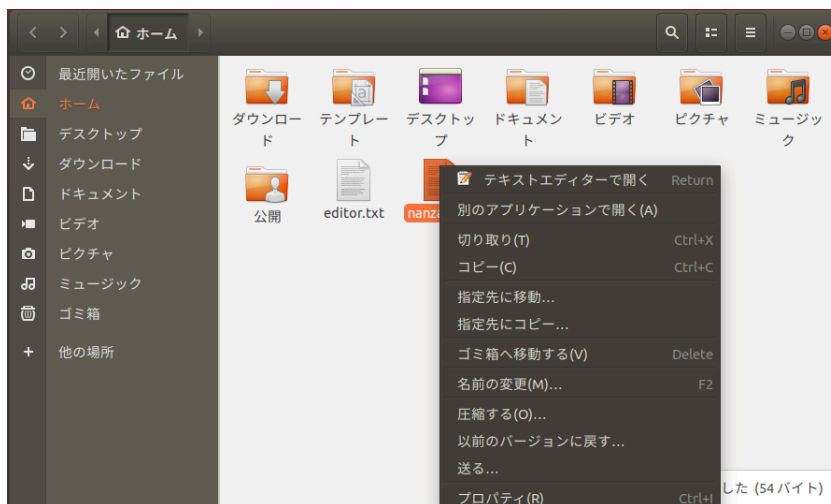 ホーム
最近開いたファイル
ホーム
デスクトップ
ダウンロード
ドキュメント
ビデオ
ピクチャ
ミュージック
ゴミ箱
他の場所
ダウンロー
ド
テンプレー
ト
デスクトッ
プ
ドキュメン
ト
ビデオ
ピクチャ
ミュージッ
ク
公開
editor.txt
nanza
テキストエディターで開く Return
別のアプリケーションで開く(A)
切り取り(T) Ctrl+X
コピー(C) Ctrl+C
指定先に移動...
指定先にコピー...
ゴミ箱へ移動する(V) Delete
名前の変更(M)... F2
圧縮する(O)...
以前のバージョンに戻す...
送る...
プロパティ(R) Ctrl+I
した (54 バイト)